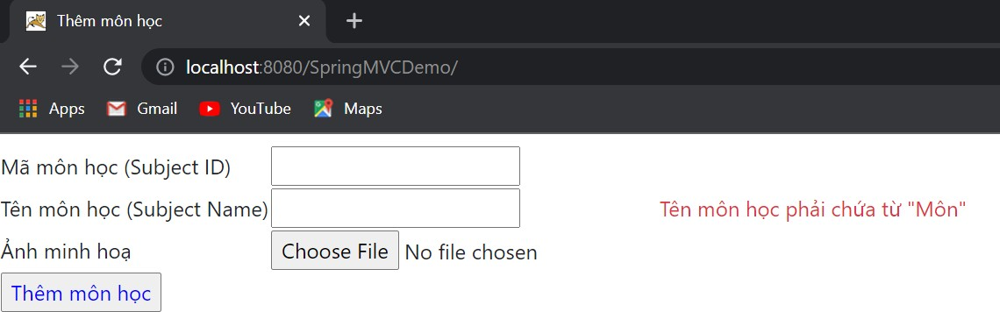 Thêm môn học
localhost:8080/SpringMVCDemo/
Apps Gmail YouTube Maps
Mã môn học (Subject ID)
Tên môn học (Subject Name) Tên môn học phải chứa từ "Môn"
Ảnh minh hoạ Choose File No file chosen
Thêm môn học